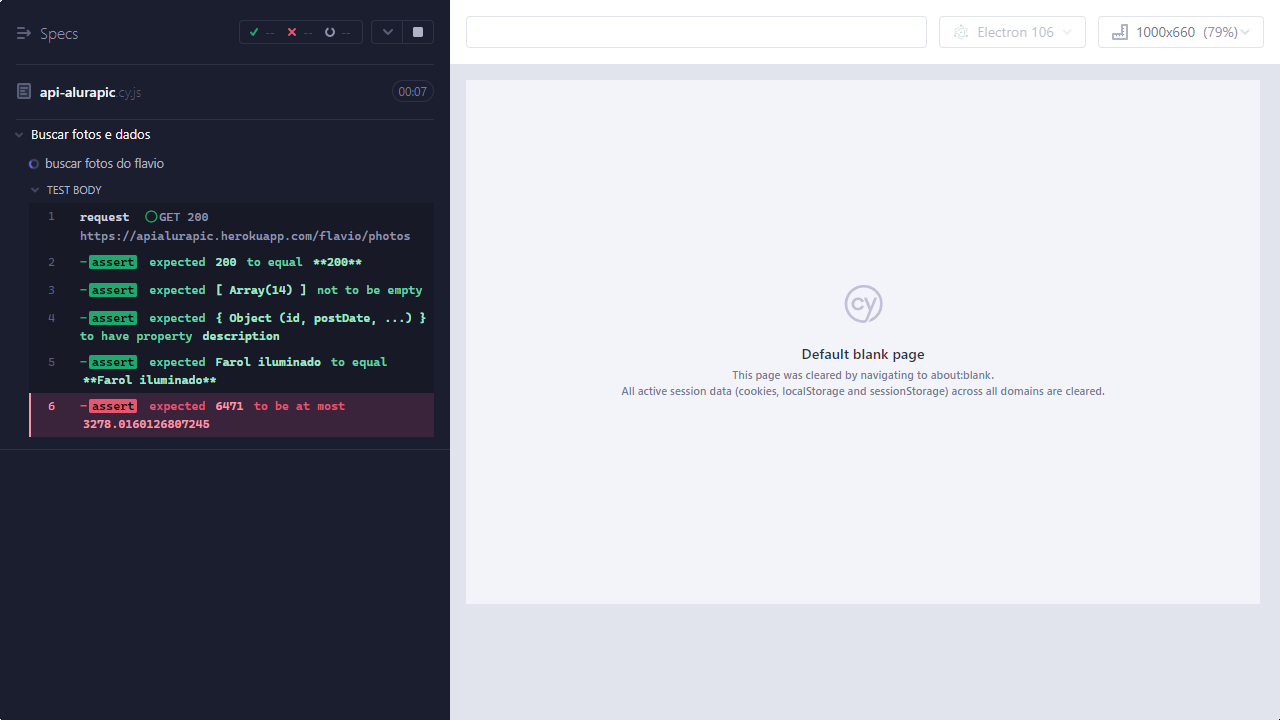 Specs
--
--
--
Electron 106
1000x660 (79%)
api-alurapic.cy.js
00:07
Buscar fotos e dados
buscar fotos do flavio
TEST BODY
1 request GET 200
https://apialurapic.herokuapp.com/flavio/photos
2 -assert expected 200 to equal **200**
3 -assert expected [ Array(14) ] not to be empty
4 -assert expected { Object (id, postDate, ...) }
to have property description
5 -assert expected Farol iluminado to equal
**Farol iluminado**
6 -assert expected 6471 to be at most
3278.0160126807245
cy
Default blank page
This page was cleared by navigating to about:blank.
All active session data (cookies, localStorage and sessionStorage) across all domains are cleared.